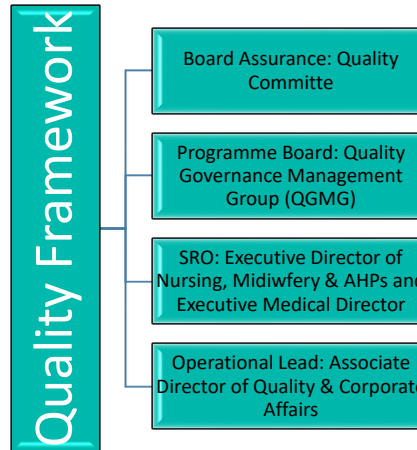 Quality Framework
Board Assurance: Quality
Committe
Programme Board: Quality
Governance Management
Group (QGMG)
SRO: Executive Director of
Nursing, Midiwfery & AHPs and
Executive Medical Director
Operational Lead: Associate
Director of Quality & Corporate
Affairs